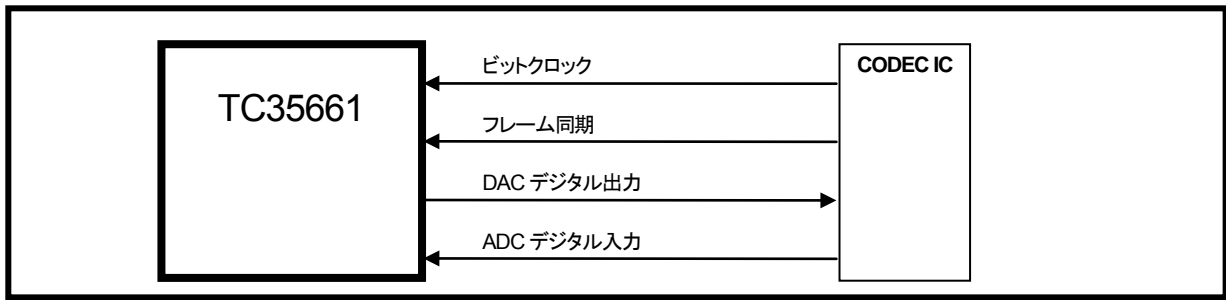 TC35661
ビットクロック
CODEC IC
フレーム同期
DAC デジタル出力
ADC デジタル入力